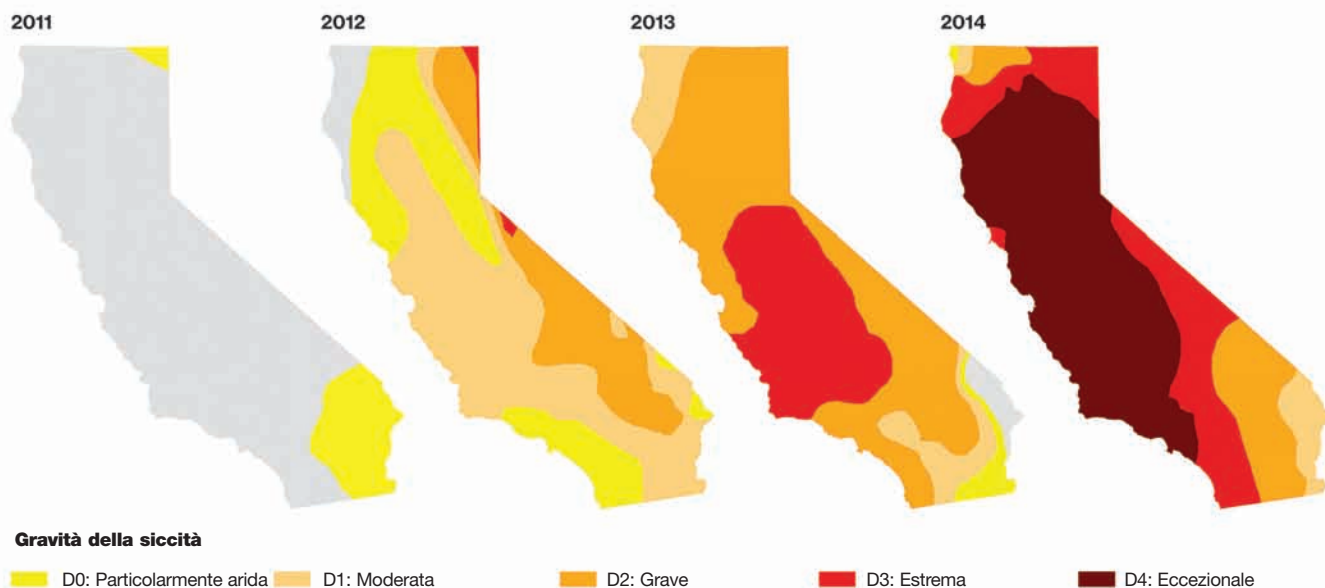 2011
2012
2013
2014
Gravità della siccità
D0: Particolarmente arida
D1: Moderata
D2: Grave
D3: Estrema
D4: Eccezionale